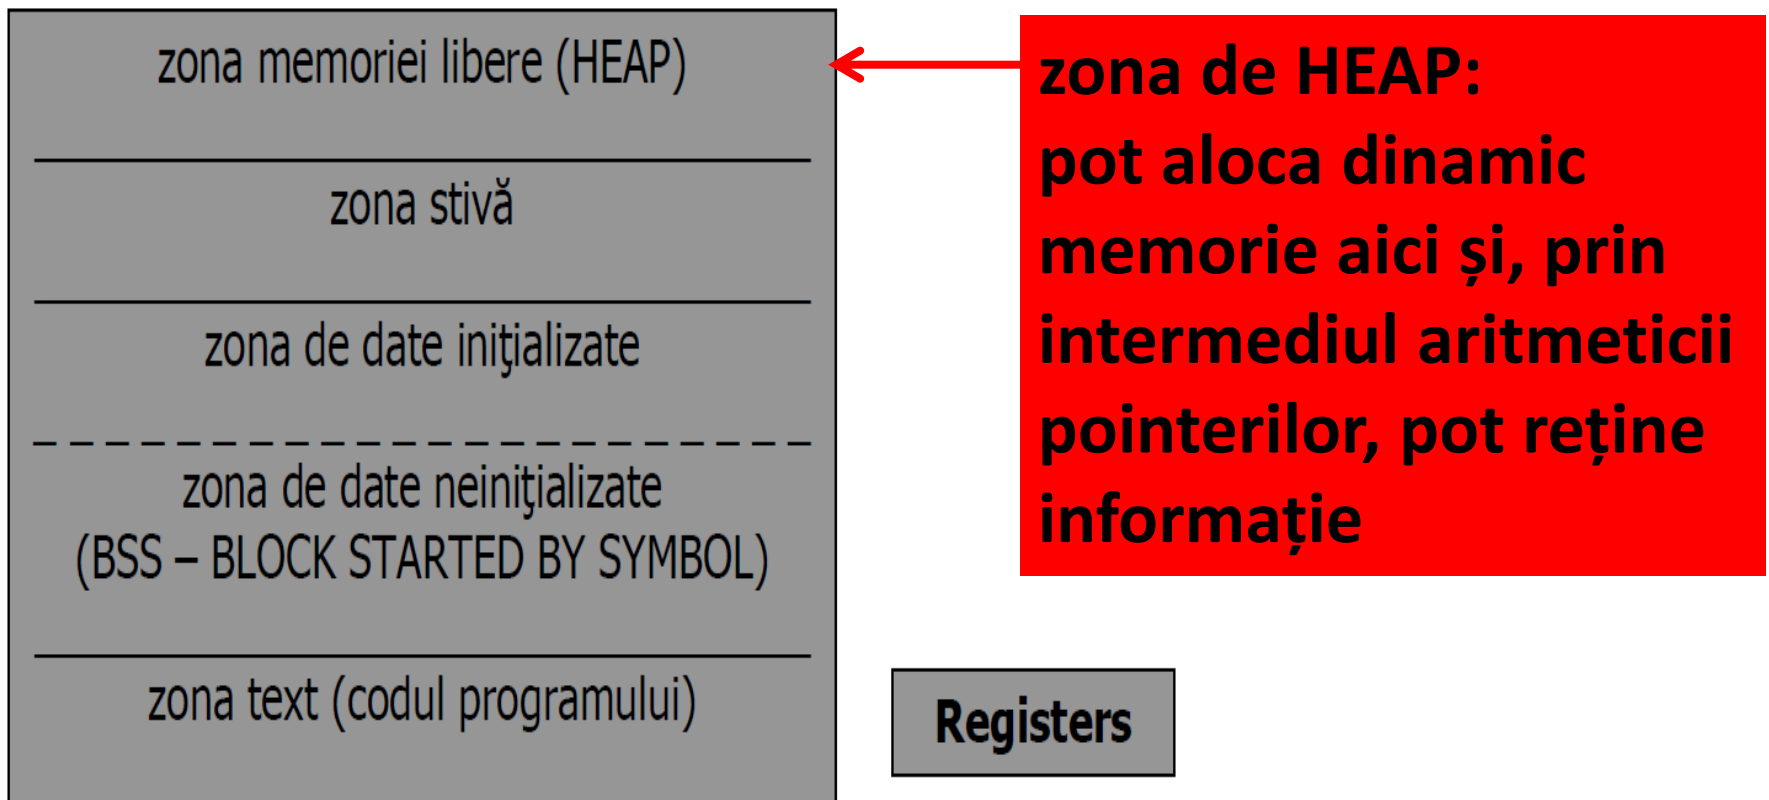 zona memoriei libere (HEAP)
zona stivă
zona de date iniţializate
zona de date neiniţializate
(BSS – BLOCK STARTED BY SYMBOL)
zona text (codul programului)
zona de HEAP:
pot aloca dinamic
memorie aici și, prin
intermediul aritmeticii
pointerilor, pot reține
informație
Registers